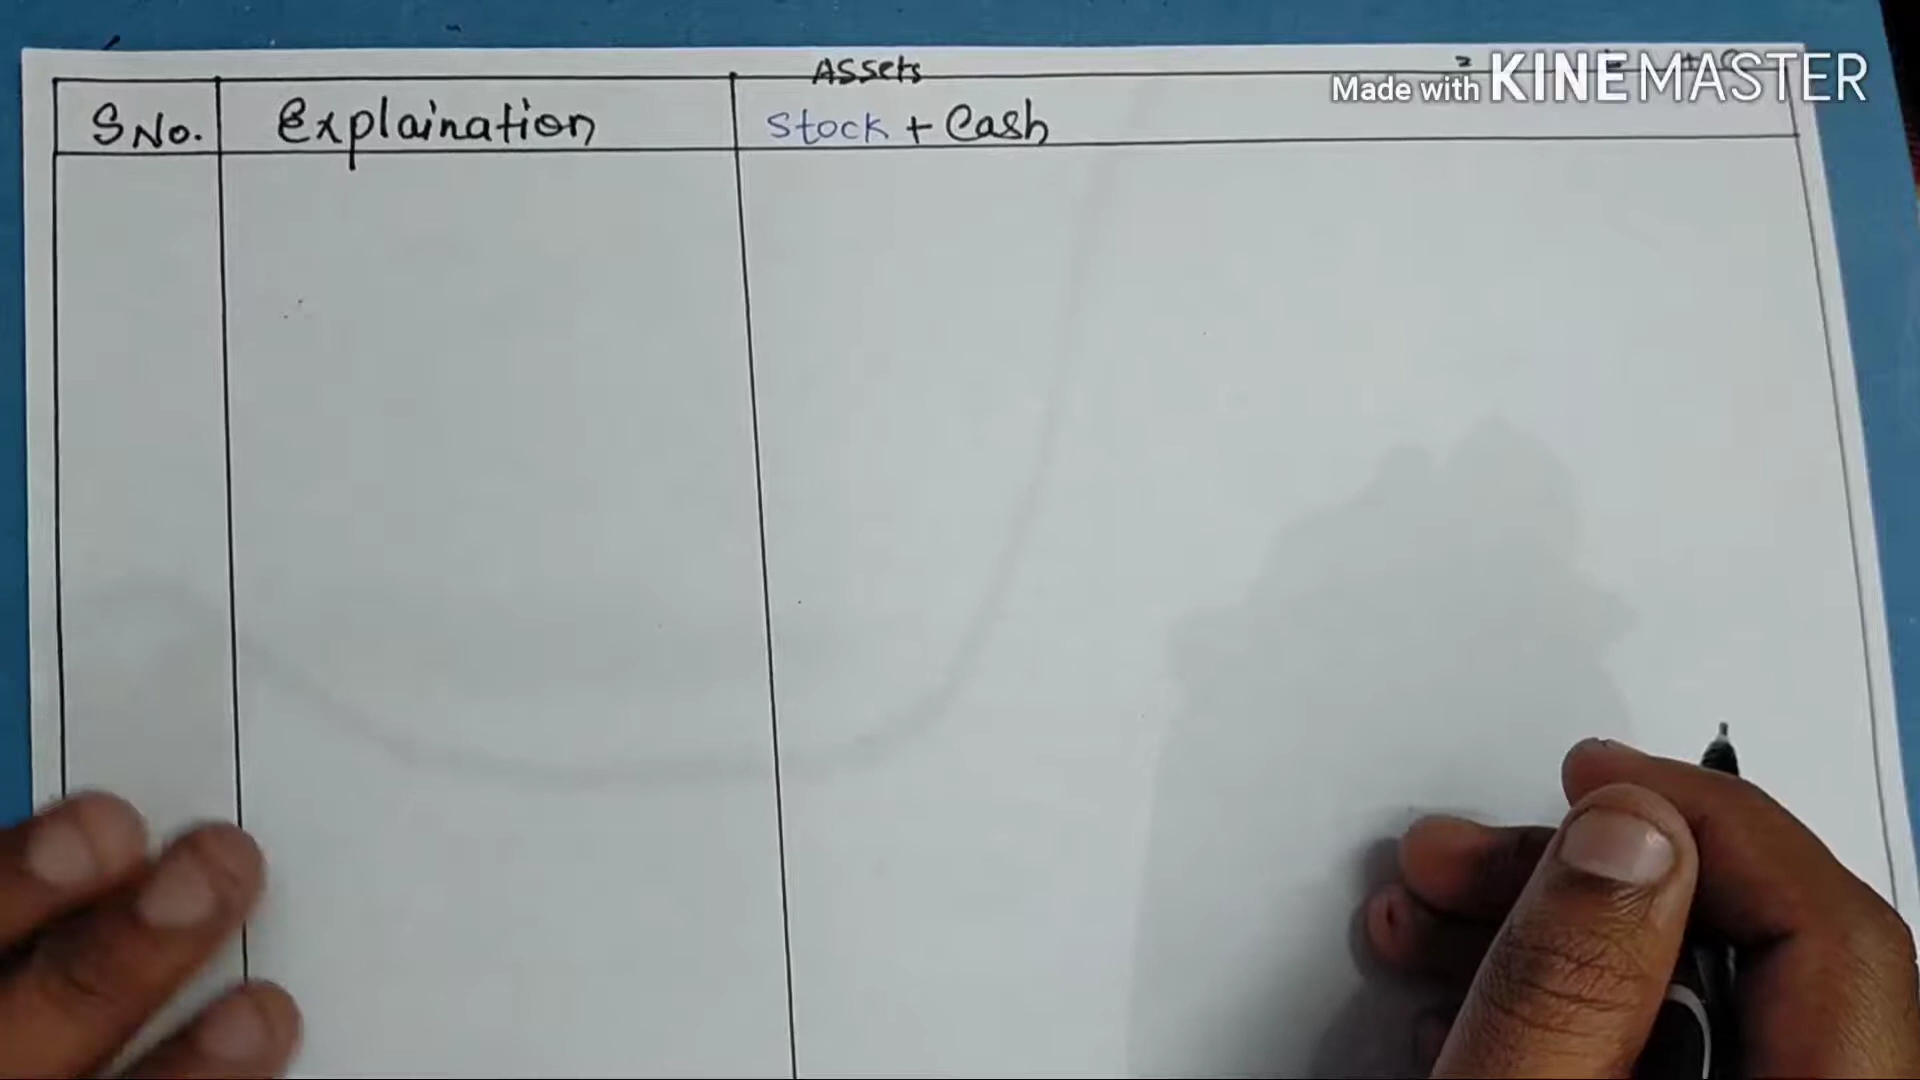 Assets
Made with KINEMASTER
S No.
Explaination
Stock + Cash